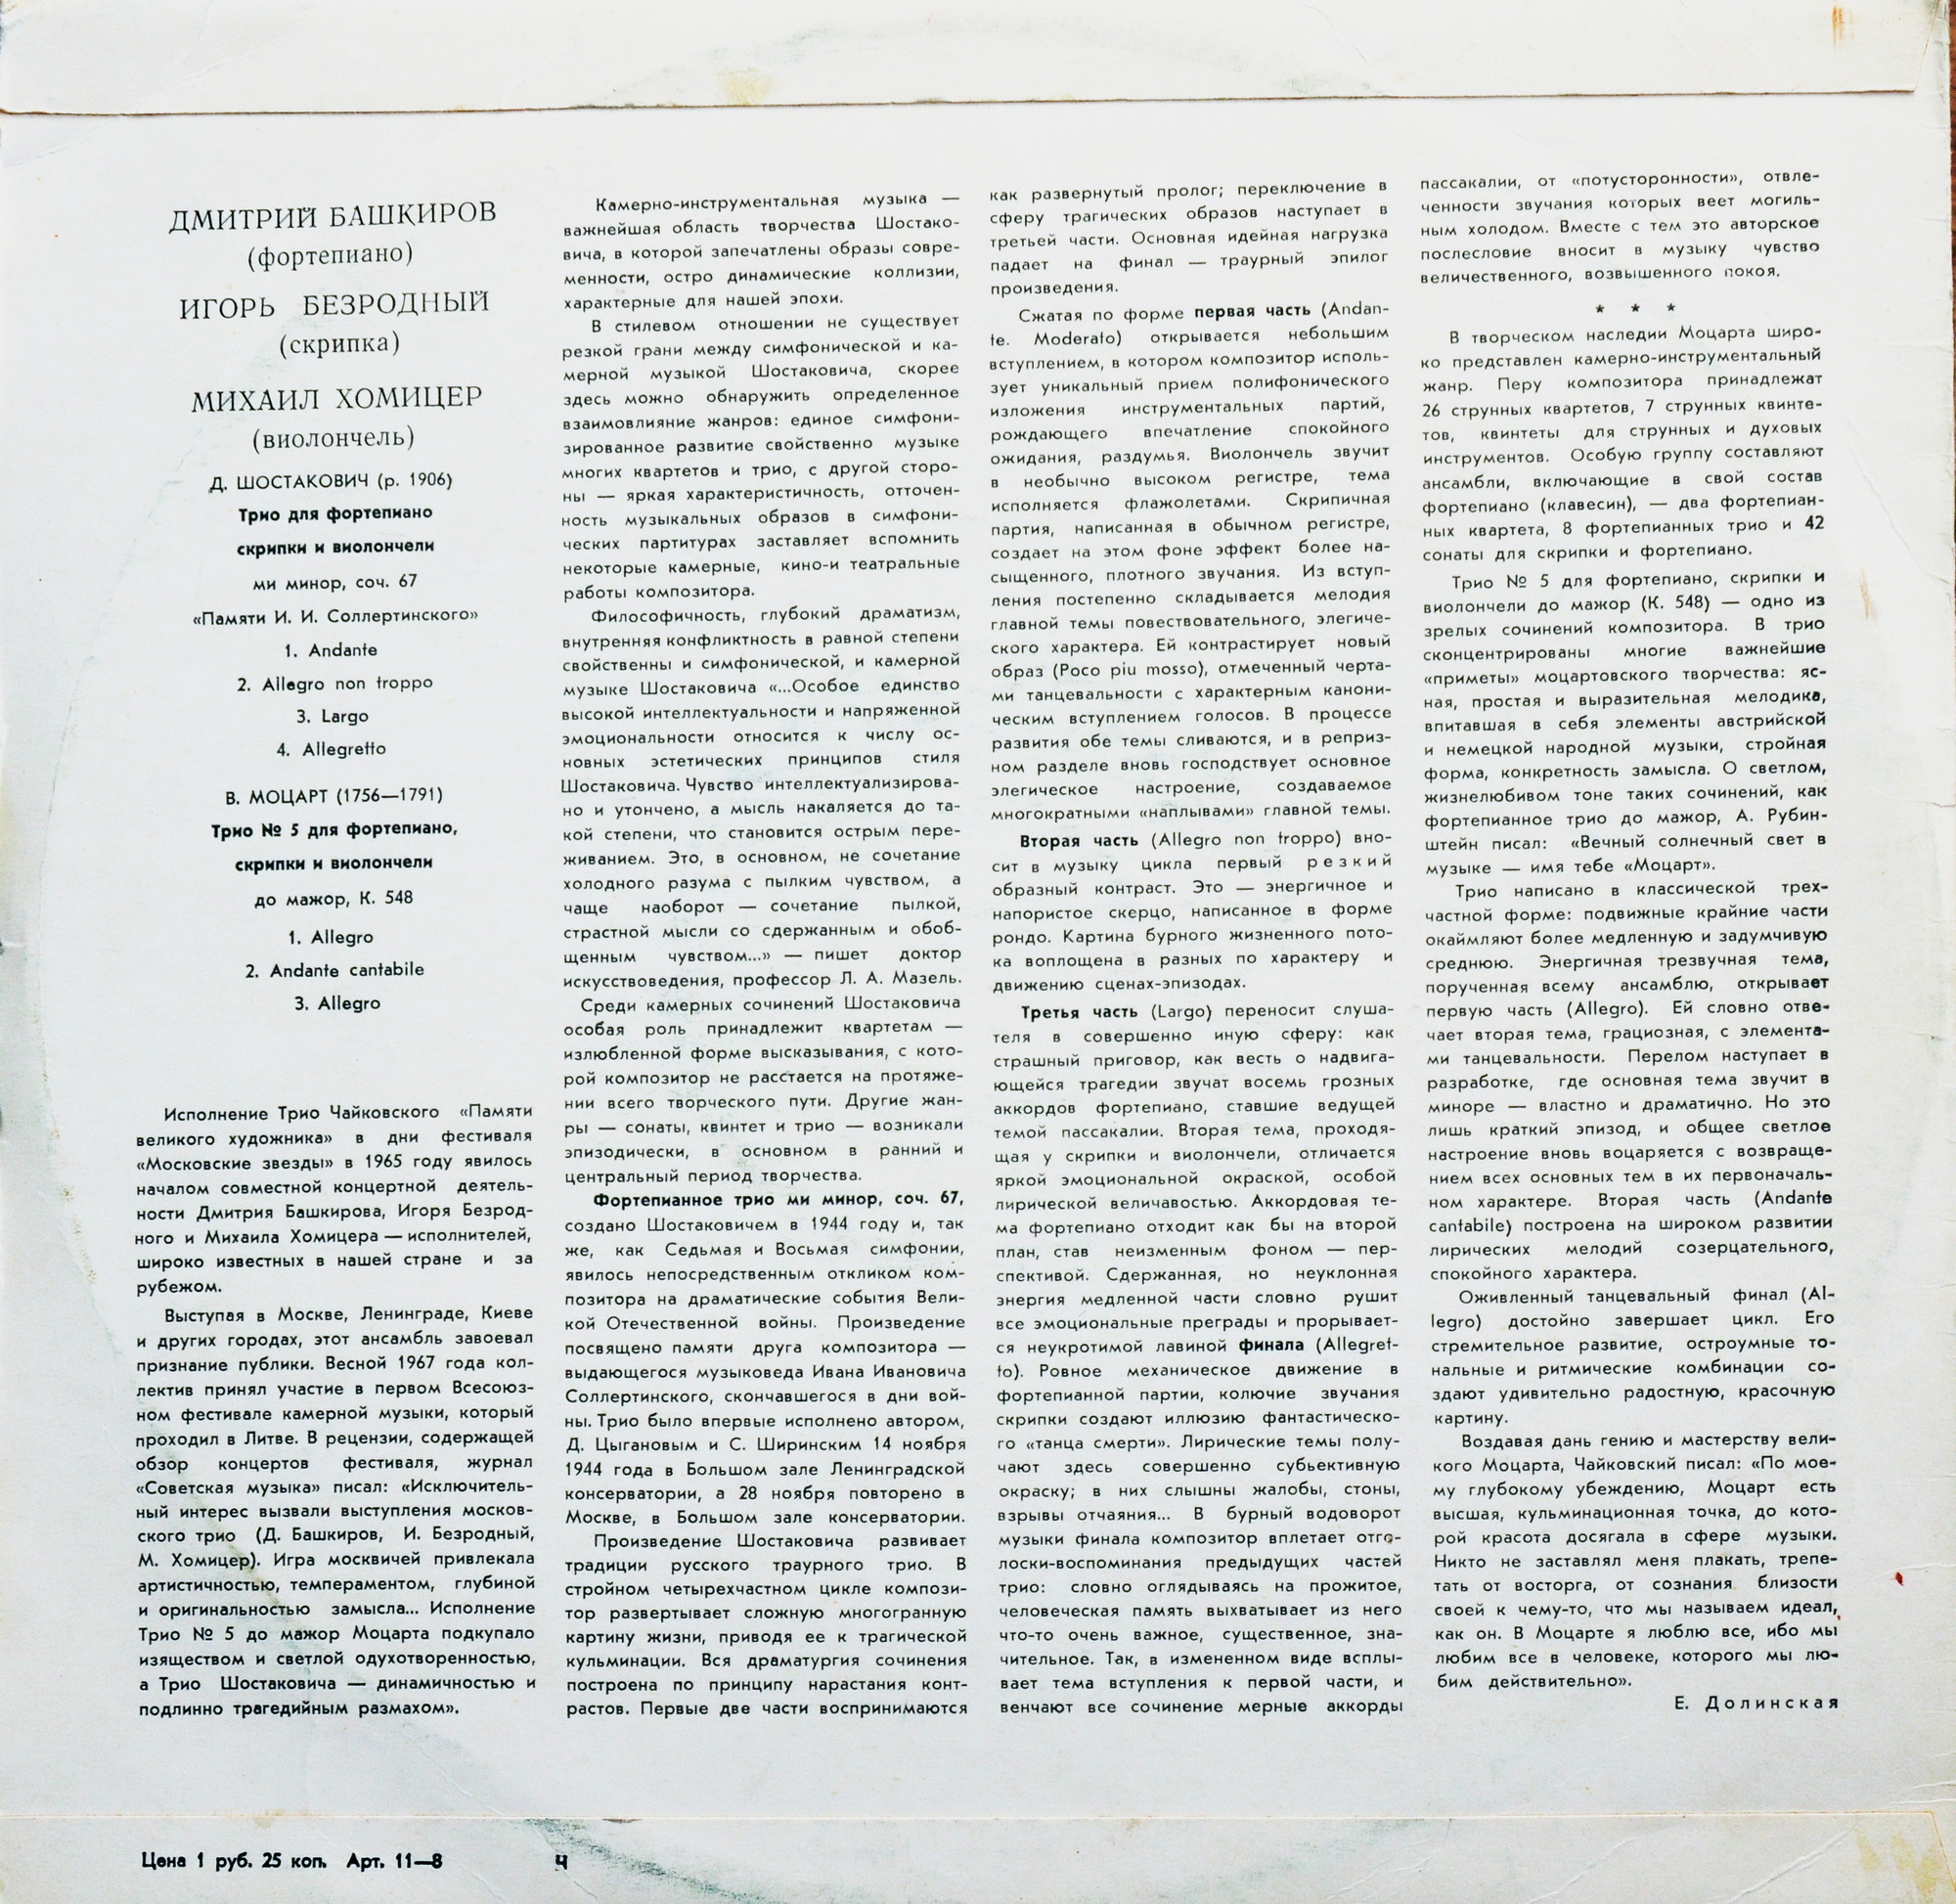 ДМИТРИЙ БАШКИРОВ
(фортепиано)
ИГОРЬ БЕЗРОДНЫЙ
(скрипка)
МИХАИЛ ХОМИЦЕР
(виолончель)
Д. ШОСТАКОВИЧ (р. 1906)
Трио для фортепиано
скрипки и виолончели
ми минор, соч. 67
«Памяти И. И. Соллертинского»
1. Andante
2. Allegro non troppo
3. Largo
4. Allegretto
В. МОЦАРТ (1756—1791)
Трио № 5 для фортепиано,
скрипки и виолончели
до мажор, К. 548
1. Allegro
2. Andante cantabile
3. Allegro
Исполнение Трио Чайковского «Памяти
великого художника» в дни фестиваля
«Московские звезды» в 1965 году явилось
началом совместной концертной деятель-
ности Дмитрия Башкирова, Игоря Безрод-
ного и Михаила Хомицера — исполнителей,
широко известных в нашей стране и за
рубежом.
Выступая в Москве, Ленинграде, Киеве
и других городах, этот ансамбль завоевал
признание публики. Весной 1967 года кол-
лектив принял участие в первом Всесоюз-
ном фестивале камерной музыки, который
проходил в Литве. В рецензии, содержащей
обзор концертов фестиваля, журнал
«Советская музыка» писал: «Исключитель-
ный интерес вызвали выступления москов-
ского трио (Д. Башкиров, И. Безродный,
М. Хомицер). Игра москвичей привлекала
артистичностью, темпераментом, глубиной
и оригинальностью замысла... Исполнение
Трио № 5 до мажор Моцарта подкупало
изяществом и светлой одухотворенностью,
а Трио Шостаковича — динамичностью и
подлинно трагедийным размахом».
Камерно-инструментальная музыка —
важнейшая область творчества Шостако-
вича, в которой запечатлены образы совре-
менности, остро динамические коллизии,
характерные для нашей эпохи.
В стилевом отношении не существует
резкой грани между симфонической и ка-
мерной музыкой Шостаковича, скорее
здесь можно обнаружить определенное
взаимовлияние жанров: единое симфони-
зированное развитие свойственно музыке
многих квартетов и трио, с другой сторо-
ны — яркая характеристичность, отточен-
ность музыкальных образов в симфони-
ческих партитурах заставляет вспомнить
некоторые камерные, кино-и театральные
работы композитора.
Философичность, глубокий драматизм,
внутренняя конфликтность в равной степени
свойственны и симфонической, и камерной
музыке Шостаковича «...Особое единство
высокой интеллектуальности и напряженной
эмоциональности относится к числу ос-
новных эстетических принципов стиля
Шостаковича. Чувство интеллектуализирова-
но и утончено, а мысль накаляется до та-
кой степени, что становится острым пере-
живанием. Это, в основном, не сочетание
холодного разума с пылким чувством, а
чаще наоборот — сочетание пылкой,
страстной мысли со сдержанным и обоб-
щенным чувством...» — пишет доктор
искусствоведения, профессор Л. А. Мазель.
Среди камерных сочинений Шостаковича
особая роль принадлежит квартетам —
излюбленной форме высказывания, с кото-
рой композитор не расстается на протяже-
нии всего творческого пути. Другие жан-
ры — сонаты, квинтет и трио — возникали
эпизодически, в основном в ранний и
центральный период творчества.
Фортепианное трио ми минор, соч. 67,
создано Шостаковичем в 1944 году и, так
же, как Седьмая и Восьмая симфонии,
явилось непосредственным откликом ком-
позитора на драматические события Вели-
кой Отечественной войны. Произведение
посвящено памяти друга композитора —
выдающегося музыковеда Ивана Ивановича
Соллертинского, скончавшегося в дни вой-
ны. Трио было впервые исполнено автором,
Д. Цыгановым и С. Ширинским 14 ноября
1944 года в Большом зале Ленинградской
консерватории, а 28 ноября повторено в
Москве, в Большом зале консерватории.
Произведение Шостаковича развивает
традиции русского траурного трио. В
стройном четырехчастном цикле компози-
тор развертывает сложную многогранную
картину жизни, приводя ее к трагической
кульминации. Вся драматургия сочинения
построена по принципу нарастания конт-
растов. Первые две части воспринимаются
как развернутый пролог; переключение в
сферу трагических образов наступает в
третьей части. Основная идейная нагрузка
падает на финал — траурный эпилог
произведения.
Сжатая по форме первая часть (Andan-
te. Moderato) открывается небольшим
вступлением, в котором композитор исполь-
зует уникальный прием полифонического
изложения инструментальных партий,
рождающего впечатление спокойного
ожидания, раздумья. Виолончель звучит
в необычно высоком регистре, тема
исполняется флажолетами. Скрипичная
партия, написанная в обычном регистре,
создает на этом фоне эффект более на-
сыщенного, плотного звучания. Из вступ-
ления постепенно складывается мелодия
главной темы повествовательного, элегиче-
ского характера. Ей контрастирует новый
образ (Poco piu mosso), отмеченный черта-
ми танцевальности с характерным канони-
ческим вступлением голосов. В процессе
развития обе темы сливаются, и в реприз-
ном разделе вновь господствует основное
элегическое настроение, создаваемое
многократными «наплывами» главной темы.
Вторая часть (Allegro non troppo) вно-
сит в музыку цикла первый резкий
образный контраст. Это — энергичное и
напористое скерцо, написанное в форме
рондо. Картина бурного жизненного пото-
ка воплощена в разных по характеру и
движению сценах-эпизодах.
Третья часть (Largo) переносит слуша-
теля в совершенно иную сферу: как
страшный приговор, как весть о надвига-
ющейся трагедии звучат восемь грозных
аккордов фортепиано, ставшие ведущей
темой пассакалии. Вторая тема, проходя-
щая у скрипки и виолончели, отличается
яркой эмоциональной окраской, особой
лирической величавостью. Аккордовая те-
ма фортепиано отходит как бы на второй
план, став неизменным фоном — пер-
спективой. Сдержанная, но неуклонная
энергия медленной части словно рушит
все эмоциональные преграды и прорывает-
ся неукротимой лавиной финала (Allegret-
to). Ровное механическое движение в
фортепианной партии, колючие звучания
скрипки создают иллюзию фантастическо-
го «танца смерти». Лирические темы полу-
чают здесь совершенно субъективную
окраску; в них слышны жалобы, стоны,
взрывы отчаяния... В бурный водоворот
музыки финала композитор вплетает отго-
лоски-воспоминания предыдущих частей
трио: словно оглядываясь на прожитое,
человеческая память выхватывает из него
что-то очень важное, существенное, зна-
чительное. Так, в измененном виде всплы-
вает тема вступления к первой части, и
венчают все сочинение мерные аккорды
пассакалии, от «потусторонности», отвле-
ченности звучания которых веет могиль-
ным холодом. Вместе с тем это авторское
послесловие вносит в музыку чувство
величественного, возвышенного покоя.
* * *
В творческом наследии Моцарта широ-
ко представлен камерно-инструментальный
жанр. Перу композитора принадлежат
26 струнных квартетов, 7 струнных квинте-
тов, квинтеты для струнных и духовых
инструментов. Особую группу составляют
ансамбли, включающие в свой состав
фортепиано (клавесин), — два фортепиан-
ных квартета, 8 фортепианных трио и 42
сонаты для скрипки и фортепиано.
Трио № 5 для фортепиано, скрипки и
виолончели до мажор (К. 548) — одно из
зрелых сочинений композитора. В трио
сконцентрированы многие важнейшие
«приметы» моцартовского творчества: яс-
ная, простая и выразительная мелодика,
впитавшая в себя элементы австрийской
и немецкой народной музыки, стройная
форма, конкретность замысла. О светлом,
жизнелюбивом тоне таких сочинений, как
фортепианное трио до мажор, А. Рубин-
штейн писал: «Вечный солнечный свет в
музыке — имя тебе «Моцарт».
Трио написано в классической трех-
частной форме: подвижные крайние части
окаймляют более медленную и задумчивую
среднюю. Энергичная трезвучная тема,
порученная всему ансамблю, открывает
первую часть (Allegro). Ей словно отве-
чает вторая тема, грациозная, с элемента-
ми танцевальности. Перелом наступает в
разработке, где основная тема звучит в
миноре — властно и драматично. Но это
лишь краткий эпизод, и общее светлое
настроение вновь воцаряется с возвраще-
нием всех основных тем в их первоначаль-
ном характере. Вторая часть (Andante
cantabile) построена на широком развитии
лирических мелодий созерцательного,
спокойного характера.
Оживленный танцевальный финал (Al-
legro) достойно завершает цикл. Его
стремительное развитие, остроумные то-
нальные и ритмические комбинации со-
здают удивительно радостную, красочную
картину.
Воздавая дань гению и мастерству вели-
кого Моцарта, Чайковский писал: «По мое-
му глубокому убеждению, Моцарт есть
высшая, кульминационная точка, до кото-
рой красота досягала в сфере музыки.
Никто не заставлял меня плакать, трепе-
тать от восторга, от сознания близости
своей к чему-то, что мы называем идеал,
как он. В Моцарте я люблю все, ибо мы
любим все в человеке, которого мы лю-
бим действительно».
Е. Долинская
Цена 1 руб. 25 коп. Арт. 11—8 Ч